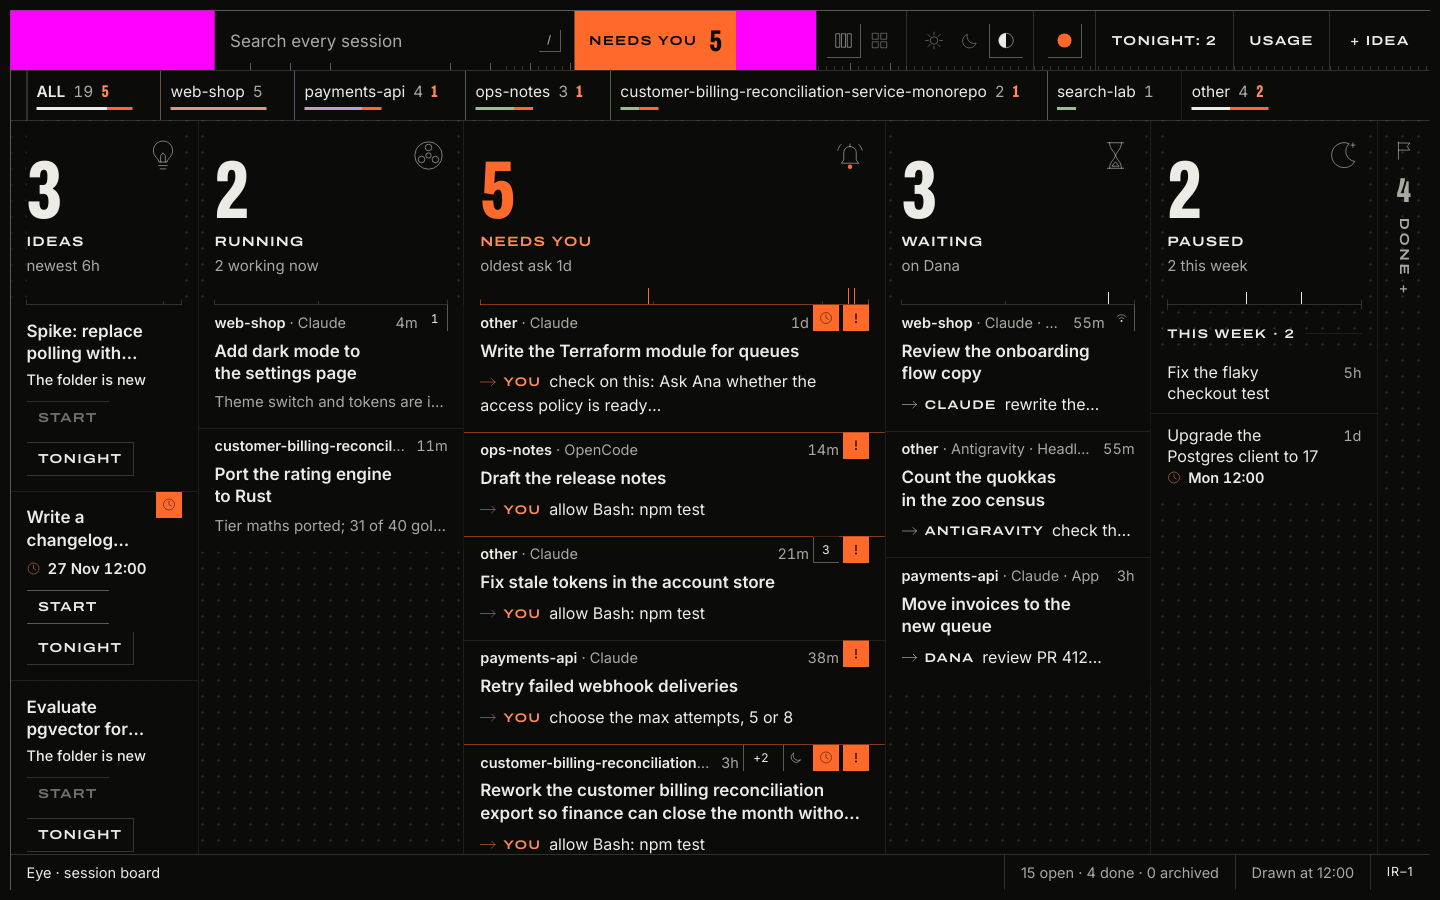 Search every session
/
NEEDS YOU 5
TONIGHT: 2
USAGE
+ IDEA
ALL 19 5
web-shop 5
payments-api 4 1
ops-notes 3 1
customer-billing-reconciliation-service-monorepo 2 1
search-lab 1
other 4 2
3
IDEAS
newest 6h
Spike: replace
polling with...
The folder is new
START
TONIGHT
Write a
changelog...
27 Nov 12:00
START
TONIGHT
Evaluate
pgvector for...
The folder is new
START
TONIGHT
2
RUNNING
2 working now
web-shop · Claude 4m 1
Add dark mode to
the settings page
Theme switch and tokens are i...
customer-billing-reconcil... 11m
Port the rating engine
to Rust
Tier maths ported; 31 of 40 gol...
5
NEEDS YOU
oldest ask 1d
other · Claude 1d !
Write the Terraform module for queues
→ YOU check on this: Ask Ana whether the
access policy is ready...
ops-notes · OpenCode 14m !
Draft the release notes
→ YOU allow Bash: npm test
other · Claude 21m 3 !
Fix stale tokens in the account store
→ YOU allow Bash: npm test
payments-api · Claude 38m !
Retry failed webhook deliveries
→ YOU choose the max attempts, 5 or 8
customer-billing-reconciliation... 3h +2 !
Rework the customer billing reconciliation
export so finance can close the month witho...
→ YOU allow Bash: npm test
3
WAITING
on Dana
web-shop · Claude · ... 55m
Review the onboarding
flow copy
→ CLAUDE rewrite the...
other · Antigravity · Headl... 55m
Count the quokkas
in the zoo census
→ ANTIGRAVITY check th...
payments-api · Claude · App 3h
Move invoices to the
new queue
→ DANA review PR 412...
2
PAUSED
2 this week
THIS WEEK · 2
Fix the flaky 5h
checkout test
Upgrade the 1d
Postgres client to 17
Mon 12:00
4
DONE +
Eye · session board
15 open · 4 done · 0 archived
Drawn at 12:00
IR–1